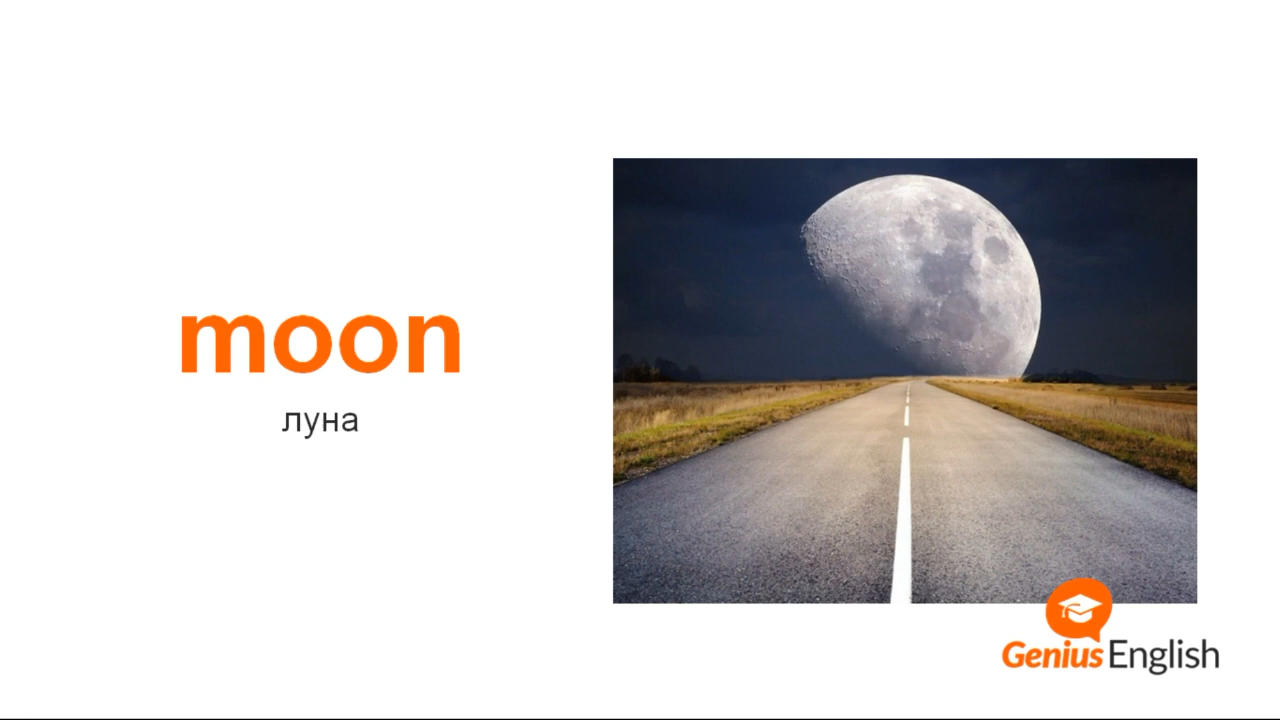 moon
луна
Genius English